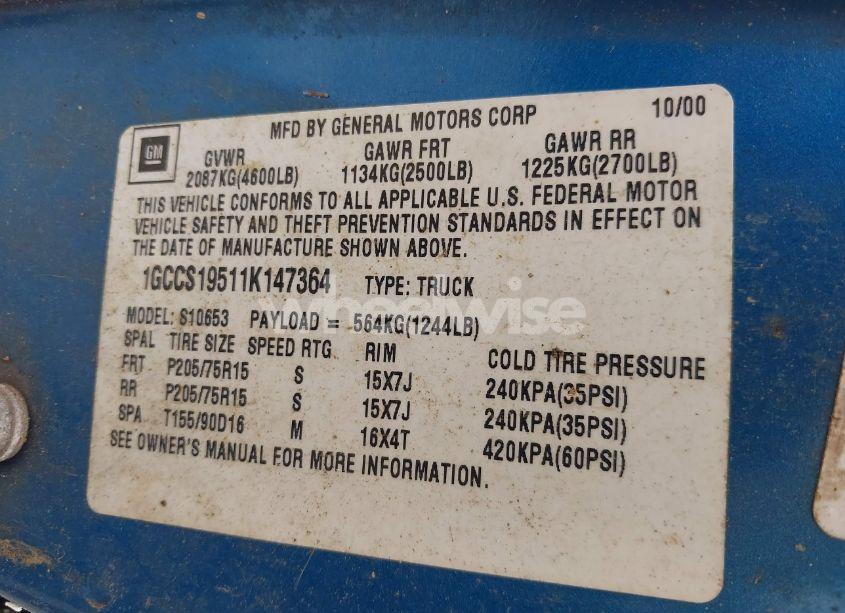 MFD BY GENERAL MOTORS CORP 10/00
GM GVWR GAWR FRT GAWR RR
2087KG(4600LB) 1134KG(2500LB) 1225KG(2700LB)
THIS VEHICLE CONFORMS TO ALL APPLICABLE U.S. FEDERAL MOTOR
VEHICLE SAFETY AND THEFT PREVENTION STANDARDS IN EFFECT ON
THE DATE OF MANUFACTURE SHOWN ABOVE.
1GCCS19511K147364 TYPE: TRUCK
wheelwise
MODEL: S10653 PAYLOAD = 564KG(1244LB)
SPAL TIRE SIZE SPEED RTG RIM COLD TIRE PRESSURE
FRT P205/75R15 S 15X7J 240KPA(35PSI)
RR P205/75R15 S 15X7J 240KPA(35PSI)
SPA T155/90D16 M 16X4T 420KPA(60PSI)
SEE OWNER'S MANUAL FOR MORE INFORMATION.